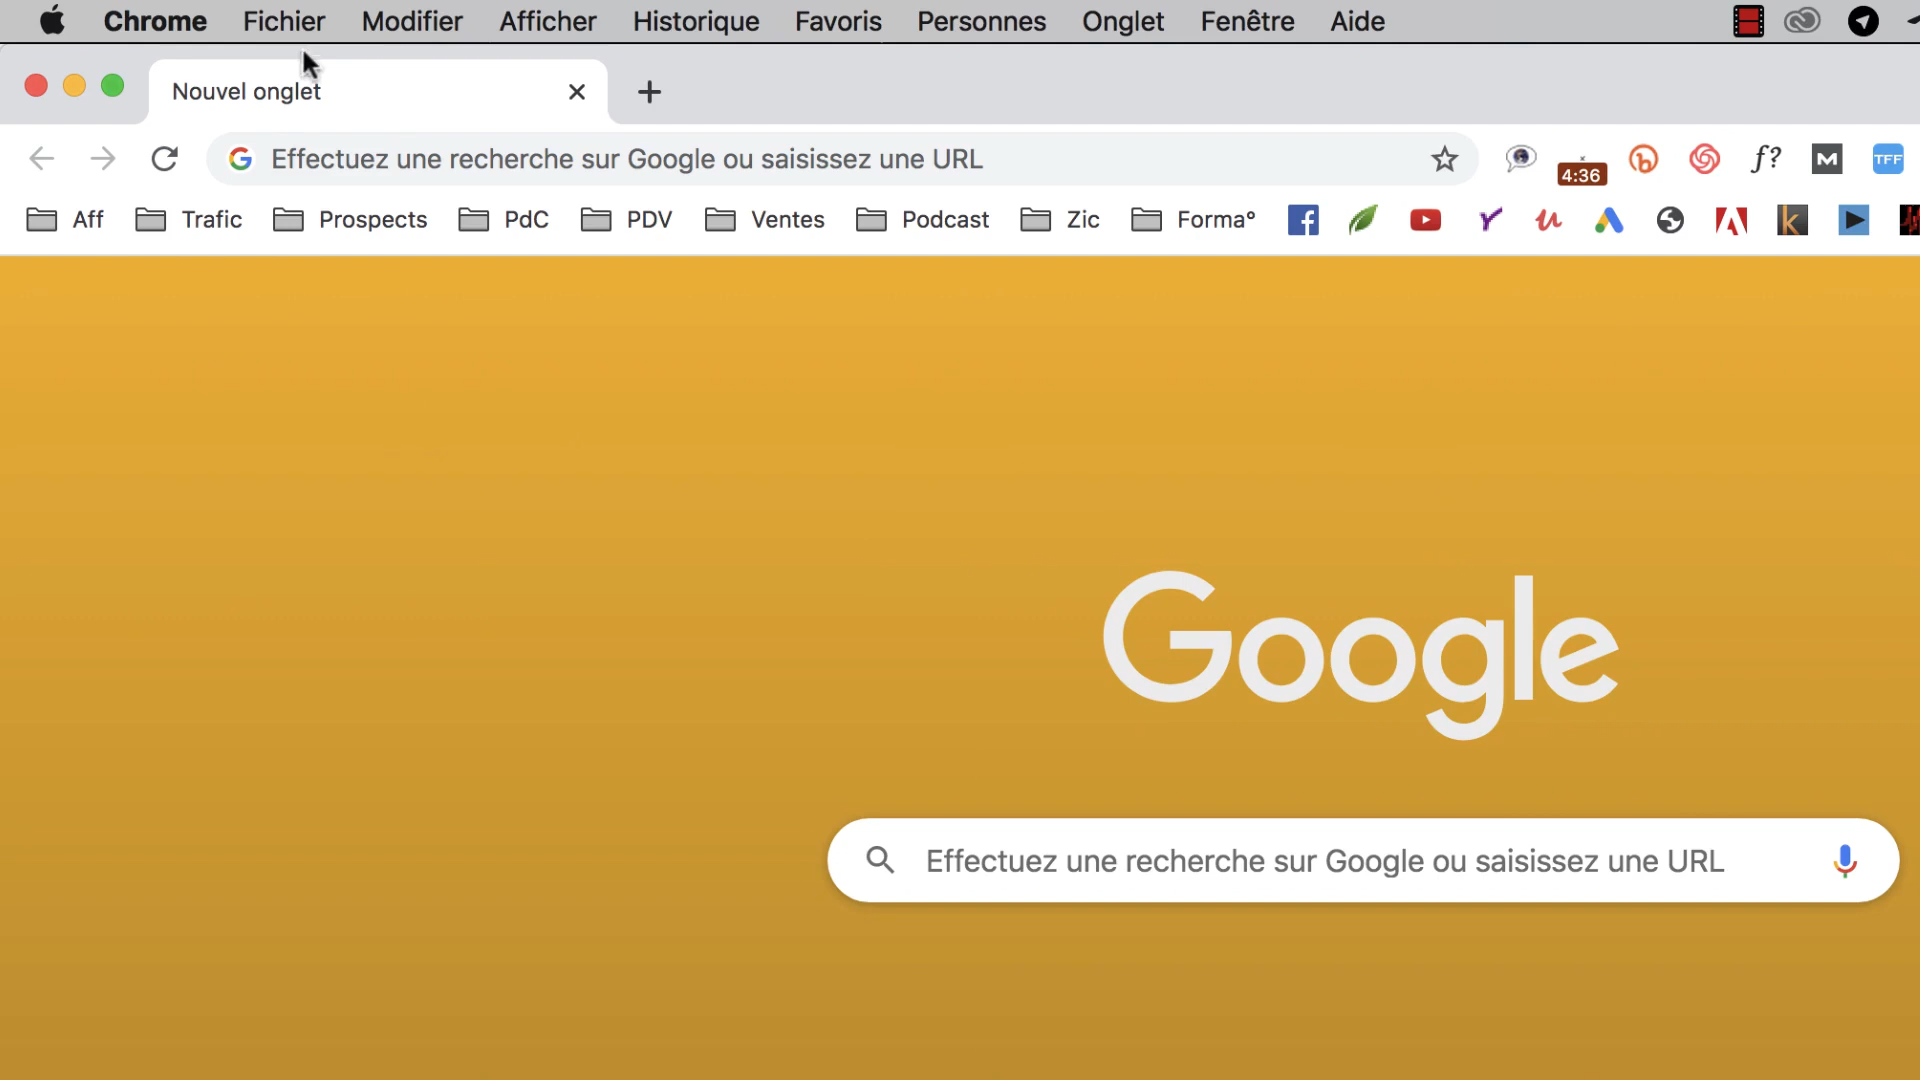 Chrome Fichier Modifier Afficher Historique Favoris Personnes Onglet Fenêtre Aide
Nouvel onglet
Effectuez une recherche sur Google ou saisissez une URL
4:36
f?
M
TFF
Aff Trafic Prospects PdC PDV Ventes Podcast Zic Forma°
Google
Effectuez une recherche sur Google ou saisissez une URL